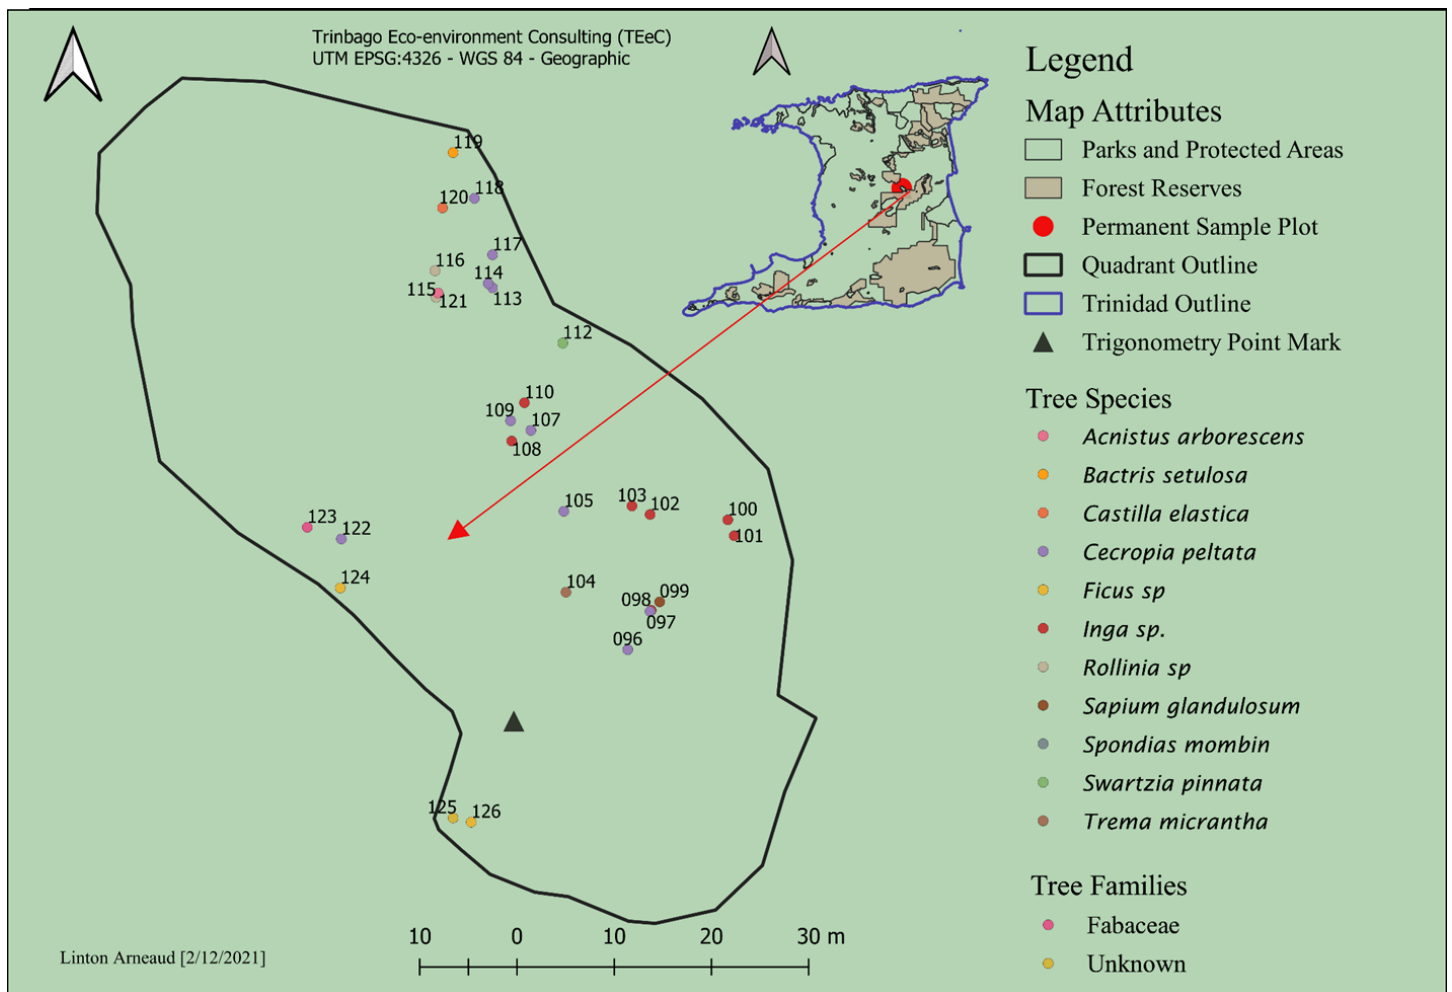 Trinbago Eco-environment Consulting (TEeC)
UTM EPSG:4326 - WGS 84 - Geographic
119
118
120
117
116
114
115
121
113
112
110
109
107
108
105
103
102
100
101
123
122
124
104
099
098
097
096
125
126
10 0 10 20 30 m
Linton Arneaud [2/12/2021]
Legend
Map Attributes
Parks and Protected Areas
Forest Reserves
Permanent Sample Plot
Quadrant Outline
Trinidad Outline
Trigonometry Point Mark
Tree Species
Acnistus arborescens
Bactris setulosa
Castilla elastica
Cecropia peltata
Ficus sp
Inga sp.
Rollinia sp
Sapium glandulosum
Spondias mombin
Swartzia pinnata
Trema micrantha
Tree Families
Fabaceae
Unknown